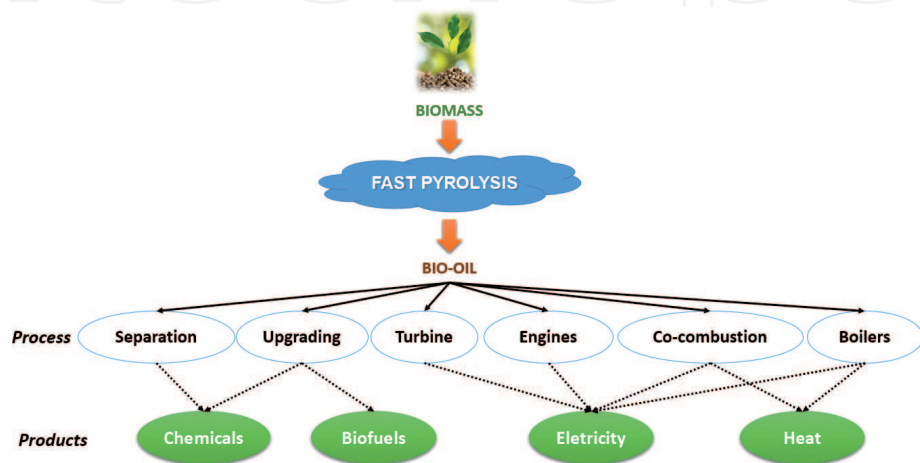 BIOMASS
FAST PYROLYSIS
BIO-OIL
Process Separation Upgrading Turbine Engines Co-combustion Boilers
Products Chemicals Biofuels Eletricity Heat